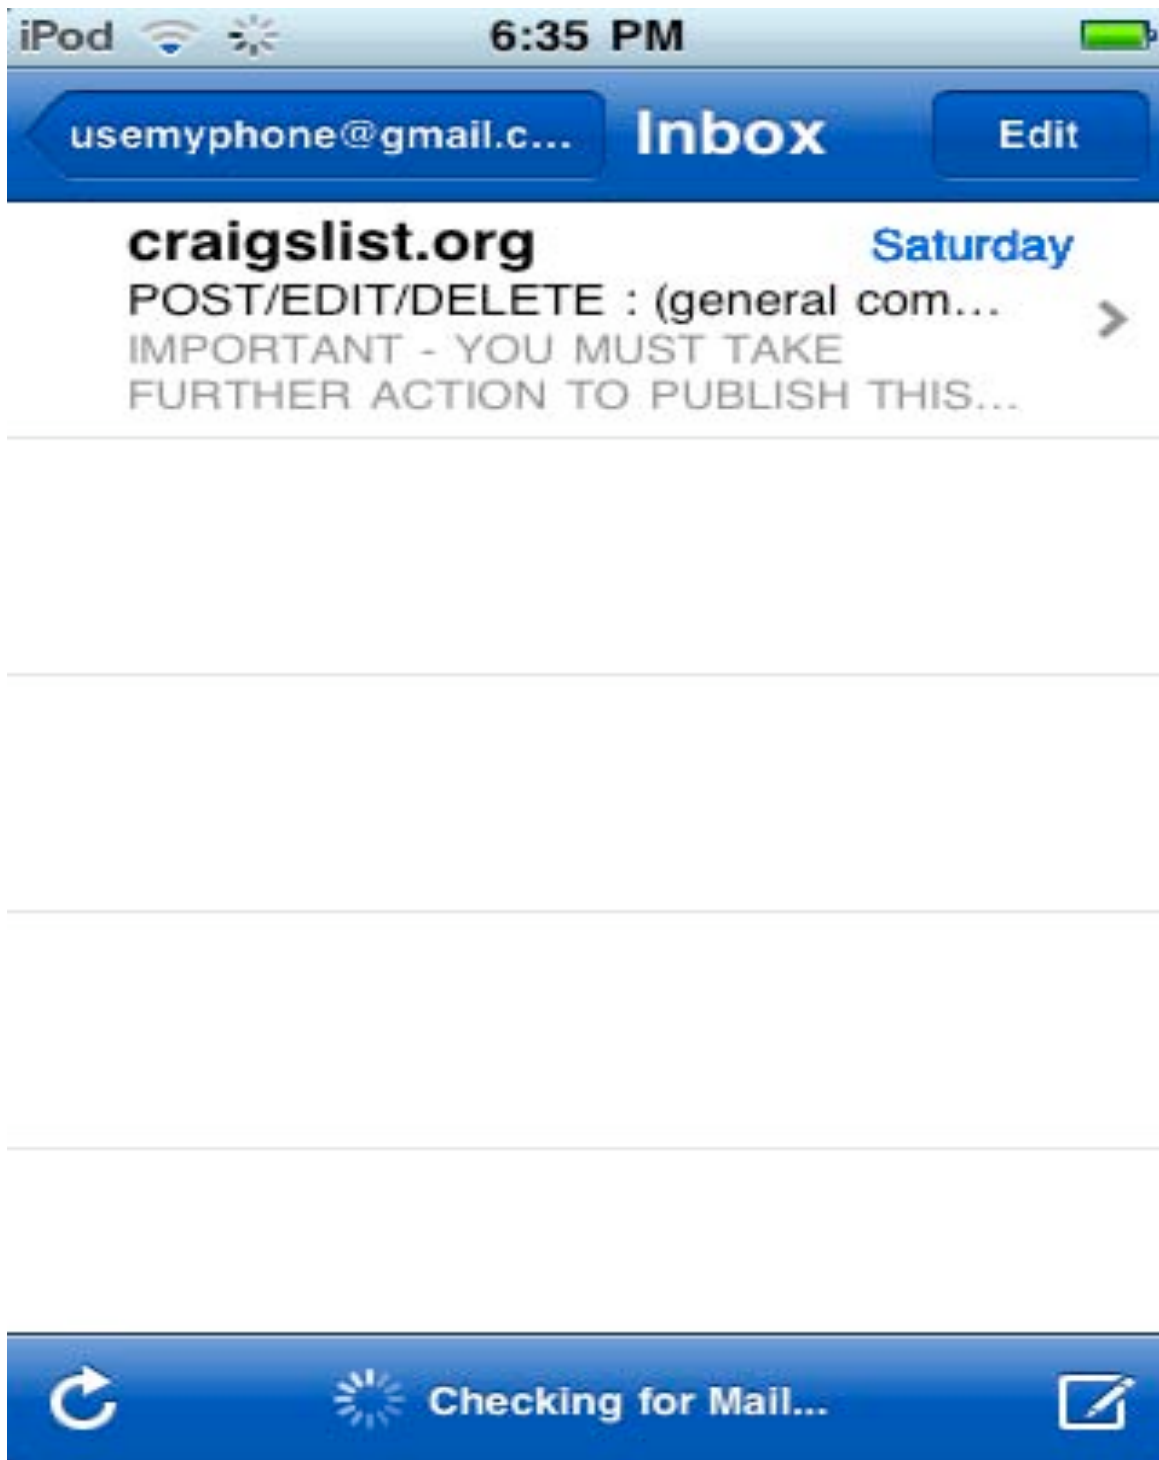 iPod 6:35 PM
usemyphone@gmail.c... Inbox Edit
craigslist.org Saturday
POST/EDIT/DELETE : (general com...
IMPORTANT - YOU MUST TAKE
FURTHER ACTION TO PUBLISH THIS...
Checking for Mail...